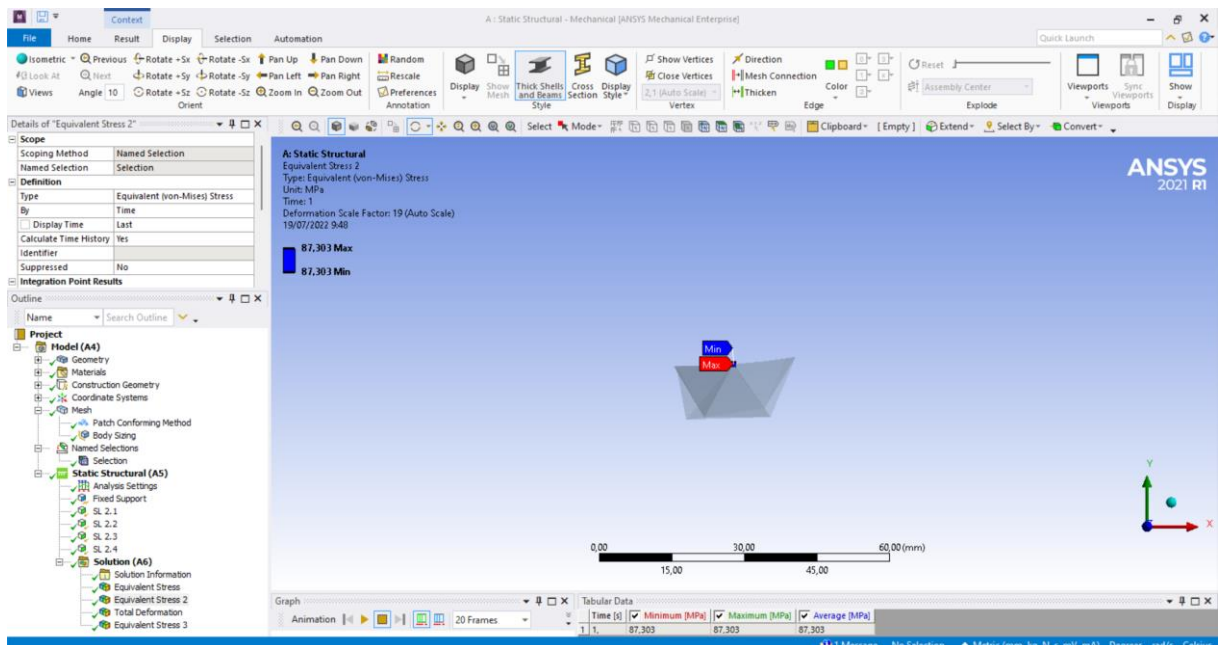 Context
A : Static Structural - Mechanical [ANSYS Mechanical Enterprise]
File Home Result Display Selection Automation
Quick Launch
Isometric Previous Rotate +Sx Rotate -Sx Pan Up Pan Down Random
Look At Next Rotate +Sy Rotate -Sy Pan Left Pan Right Rescale
Views Angle 10 Rotate +Sz Rotate -Sz Zoom In Zoom Out Preferences
Display Show Mesh Thick Shells and Beams Cross Section Display Style
Show Vertices Direction
Close Vertices Mesh Connection
2,1 (Auto Scale) Thicken
Color
Reset
Assembly Center
Viewports Sync Viewports Show
Orient Annotation Style Vertex Edge Explode Viewports Display
Details of "Equivalent Stress 2"
Select Mode Clipboard [Empty] Extend Select By Convert
Scope
Scoping Method Named Selection
Named Selection Selection
Definition
Type Equivalent (von-Mises) Stress
By Time
Display Time Last
Calculate Time History Yes
Identifier
Suppressed No
Integration Point Results
Outline
Name Search Outline
Project
Model (A4)
Geometry
Materials
Construction Geometry
Coordinate Systems
Mesh
Patch Conforming Method
Body Sizing
Named Selections
Selection
Static Structural (A5)
Analysis Settings
Fixed Support
SL 2.1
SL 2.2
SL 2.3
SL 2.4
Solution (A6)
Solution Information
Equivalent Stress
Equivalent Stress 2
Total Deformation
Equivalent Stress 3
A: Static Structural
Equivalent Stress 2
Type: Equivalent (von-Mises) Stress
Unit: MPa
Time: 1
Deformation Scale Factor: 19 (Auto Scale)
19/07/2022 9:48
87,303 Max
87,303 Min
ANSYS
2021 R1
Min
Max
Y
X
0,00 30,00 60,00 (mm)
15,00 45,00
Graph
Animation 20 Frames
Tabular Data
Time [s] Minimum [MPa] Maximum [MPa] Average [MPa]
1 1, 87,303 87,303 87,303